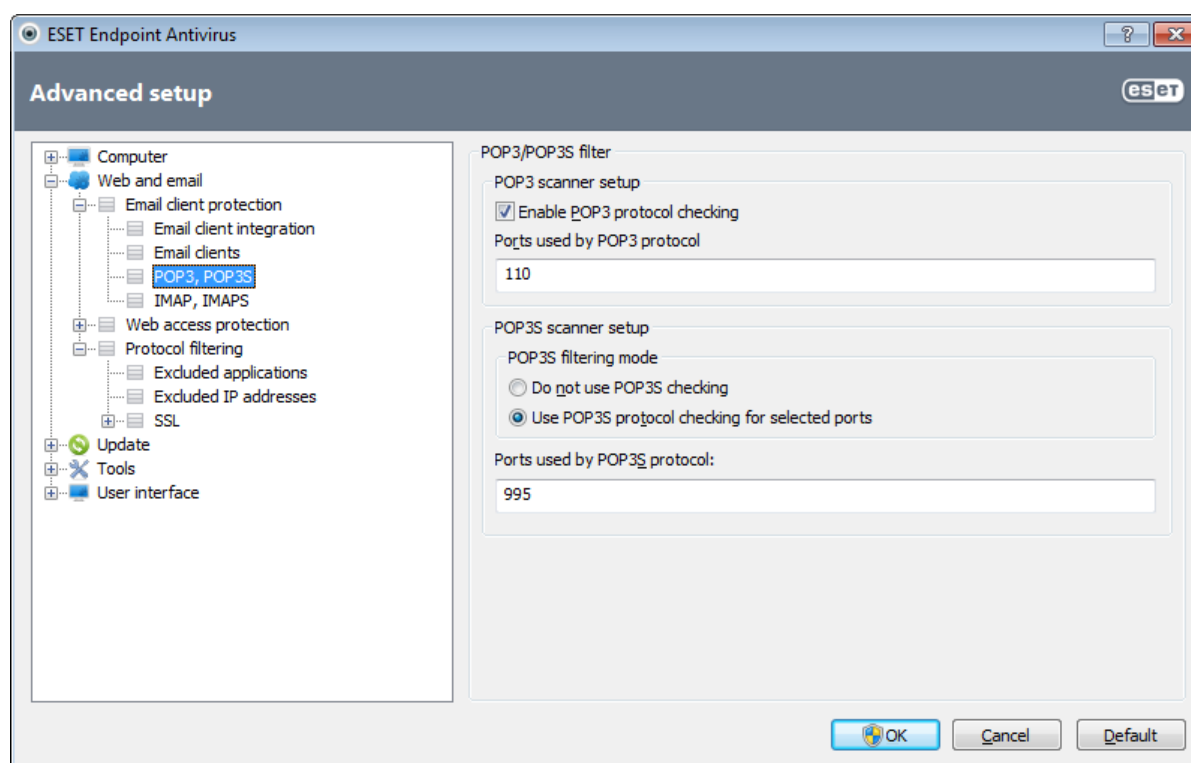 ESET Endpoint Antivirus
?
Advanced setup
eset
Computer
Web and email
Email client protection
Email client integration
Email clients
POP3, POP3S
IMAP, IMAPS
Web access protection
Protocol filtering
Excluded applications
Excluded IP addresses
SSL
Update
Tools
User interface
POP3/POP3S filter
POP3 scanner setup
Enable POP3 protocol checking
Ports used by POP3 protocol
110
POP3S scanner setup
POP3S filtering mode
Do not use POP3S checking
Use POP3S protocol checking for selected ports
Ports used by POP3S protocol:
995
OK
Cancel
Default